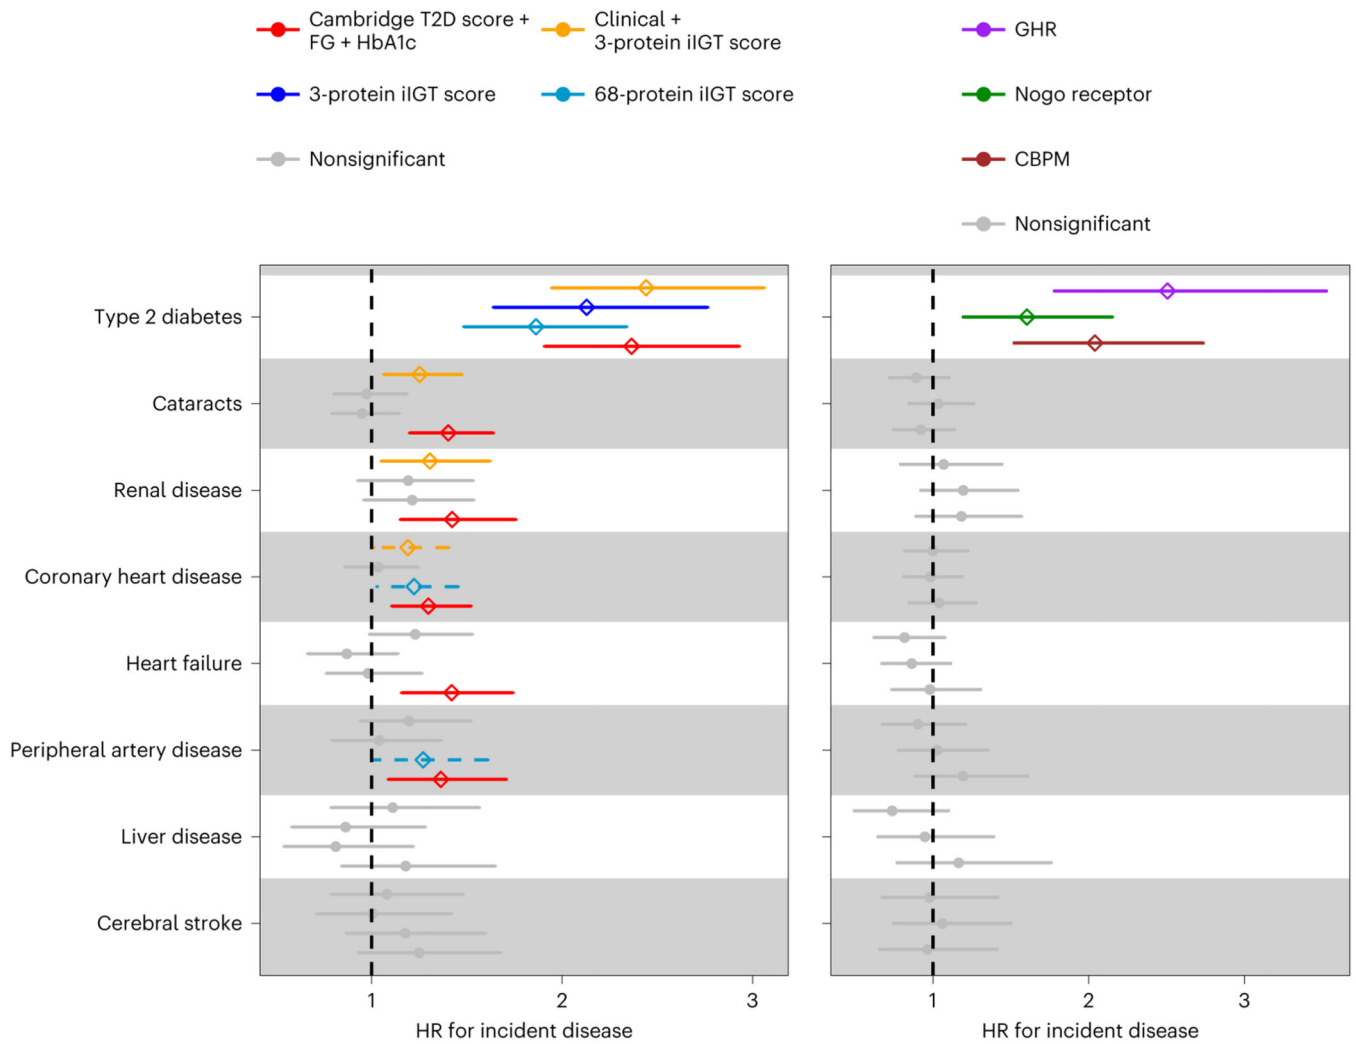 Cambridge T2D score +
FG + HbA1c
Clinical +
3-protein iIGT score
GHR
3-protein iIGT score
68-protein iIGT score
Nogo receptor
Nonsignificant
CBPM
Nonsignificant
Type 2 diabetes
Cataracts
Renal disease
Coronary heart disease
Heart failure
Peripheral artery disease
Liver disease
Cerebral stroke
1 2 3
1 2 3
HR for incident disease
HR for incident disease